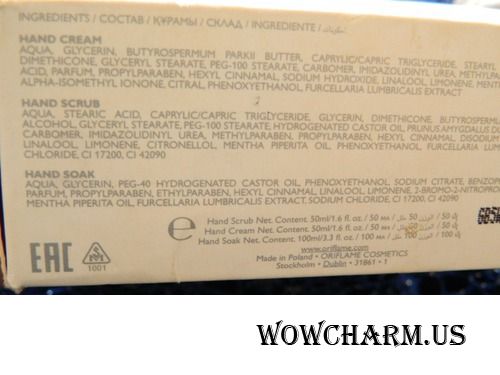 INGREDIENTS / СОСТАВ / ҚҰРАМЫ / СКЛАД / INGREDIENTE /
HAND CREAM
AQUA, GLYCERIN, BUTYROSPERMUM PARKII BUTTER, CAPRYLIC/CAPRIC TRIGLYCERIDE, STEARYL
DIMETHICONE, GLYCERYL STEARATE, PEG-100 STEARATE, CARBOMER, IMIDAZOLIDINYL UREA, METHYLPA
ACID, PARFUM, PROPYLPARABEN, HEXYL CINNAMAL, SODIUM HYDROXIDE, LINALOOL, LIMONENE, MENT
ALPHA-ISOMETHYL IONONE, CITRAL, PHENOXYETHANOL, FURCELLARIA LUMBRICALIS EXTRACT
HAND SCRUB
AQUA, STEARIC ACID, CAPRYLIC/CAPRIC TRIGLYCERIDE, GLYCERIN, DIMETHICONE, BUTYROSPERM
ALCOHOL, GLYCERYL STEARATE, PEG-100 STEARATE, HYDROGENATED CASTOR OIL, PRUNUS AMYGDALUS
CARBOMER, IMIDAZOLIDINYL UREA, METHYLPARABEN, PROPYLPARABEN, HEXYL CINNAMAL, DISODIUM
LINALOOL, LIMONENE, CITRONELLOL, MENTHA PIPERITA OIL, PHENOXYETHANOL, FURCELLARIA LUM
CHLORIDE, CI 17200, CI 42090
HAND SOAK
AQUA, GLYCERIN, PEG-40 HYDROGENATED CASTOR OIL, PHENOXYETHANOL, SODIUM CITRATE, BENZOP
PARFUM, PROPYLPARABEN, ETHYLPARABEN, HEXYL CINNAMAL, LINALOOL, LIMONENE, 2-BROMO-2-NITROPR
MENTHA PIPERITA OIL, FURCELLARIA LUMBRICALIS EXTRACT, SODIUM CHLORIDE, CI 17200, CI 42090
Hand Scrub Net. Content. 50ml/1.6 fl. oz. / 50 мл / 50 / 50
Hand Cream Net. Content. 50ml/1.6 fl. oz. / 50 мл / 50 / 50
Hand Soak Net. Content. 100ml/3.3 fl. oz. / 100 мл / 100 / 100
www.oriflame.com
Made in Poland • ORIFLAME COSMETICS
Stockholm • Dublin • 31861 • 1
℮
EAC
1001
WOWCHARM.US